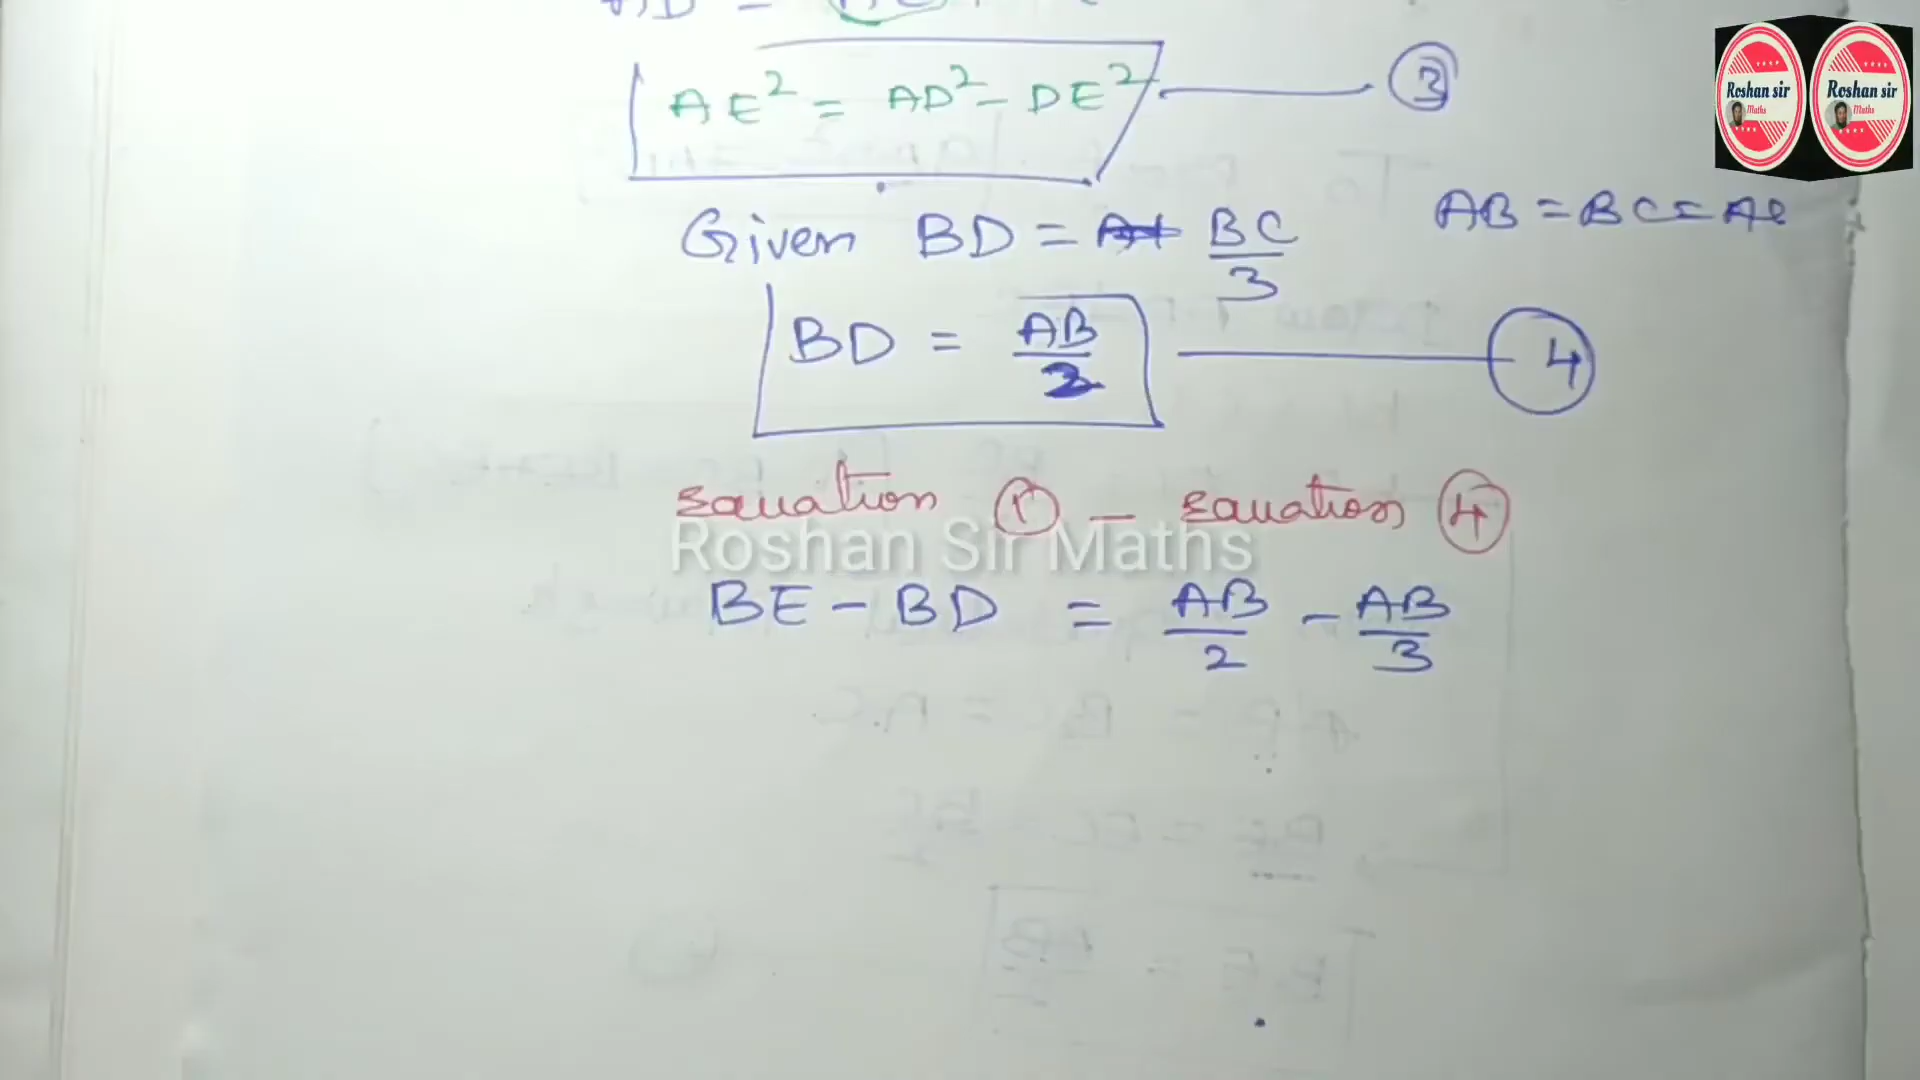 AE² = AD² - DE² ③
Given BD = BC/3
AB = BC = AC
BD = AB/3 ④
Equation ① - Equation ④
Roshan Sir Maths
BE - BD = AB/2 - AB/3
Roshan sir Maths
Roshan sir Maths